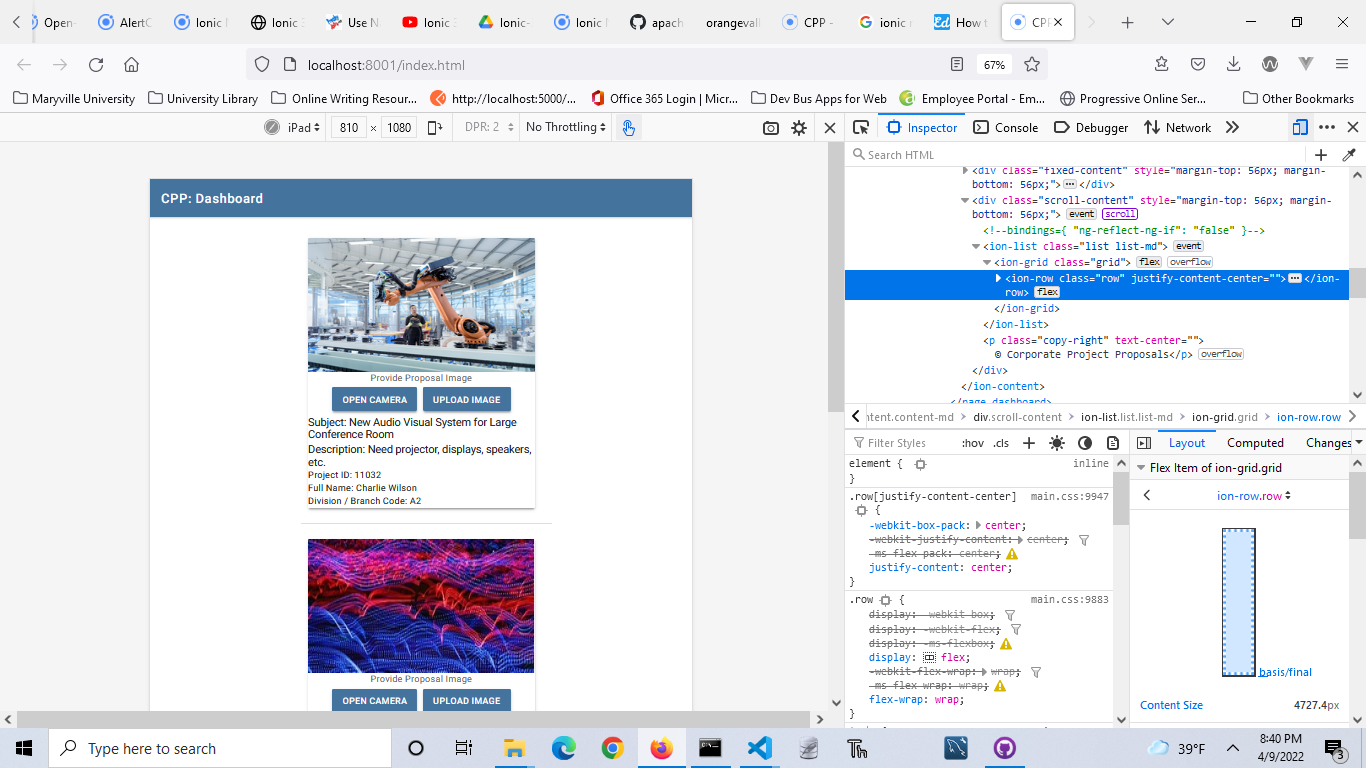 Open-
AlertC
Ionic
Ionic
Use N
Ionic
Ionic-
Ionic
apach
orangevall
CPP -
ionic
How t
CPP
localhost:8001/index.html
67%
Maryville University
University Library
Online Writing Resour...
http://localhost:5000/...
Office 365 Login | Micr...
Dev Bus Apps for Web
Employee Portal - Em...
Progressive Online Ser...
Other Bookmarks
iPad
810 × 1080
DPR: 2
No Throttling
Inspector
Console
Debugger
Network
Search HTML
<div class="fixed-content" style="margin-top: 56px; margin-
bottom: 56px;"> </div>
<div class="scroll-content" style="margin-top: 56px; margin-
bottom: 56px;"> event scroll
<!--bindings={ "ng-reflect-ng-if": "false" }-->
<ion-list class="list list-md"> event
<ion-grid class="grid"> flex overflow
<ion-row class="row" justify-content-center=""> </ion-
row> flex
</ion-grid>
</ion-list>
<p class="copy-right" text-center="">
© Corporate Project Proposals</p> overflow
</div>
</ion-content>
</page-dashboard>
ntent.content-md
div.scroll-content
ion-list.list.list-md
ion-grid.grid
ion-row.row
Filter Styles
:hov .cls
Layout
Computed
Changes
element {
inline
}
.row[justify-content-center]
main.css:9947
{
-webkit-box-pack: center;
-webkit-justify-content: center;
-ms-flex-pack: center;
justify-content: center;
}
.row {
main.css:9883
display: -webkit-box;
display: -webkit-flex;
display: -ms-flexbox;
display: flex;
-webkit-flex-wrap: wrap;
-ms-flex-wrap: wrap;
flex-wrap: wrap;
}
Flex Item of ion-grid.grid
ion-row.row
basis/final
Content Size
4727.4px
CPP: Dashboard
Provide Proposal Image
OPEN CAMERA
UPLOAD IMAGE
Subject: New Audio Visual System for Large
Conference Room
Description: Need projector, displays, speakers,
etc.
Project ID: 11032
Full Name: Charlie Wilson
Division / Branch Code: A2
Provide Proposal Image
OPEN CAMERA
UPLOAD IMAGE
Type here to search
39°F
8:40 PM
4/9/2022
3